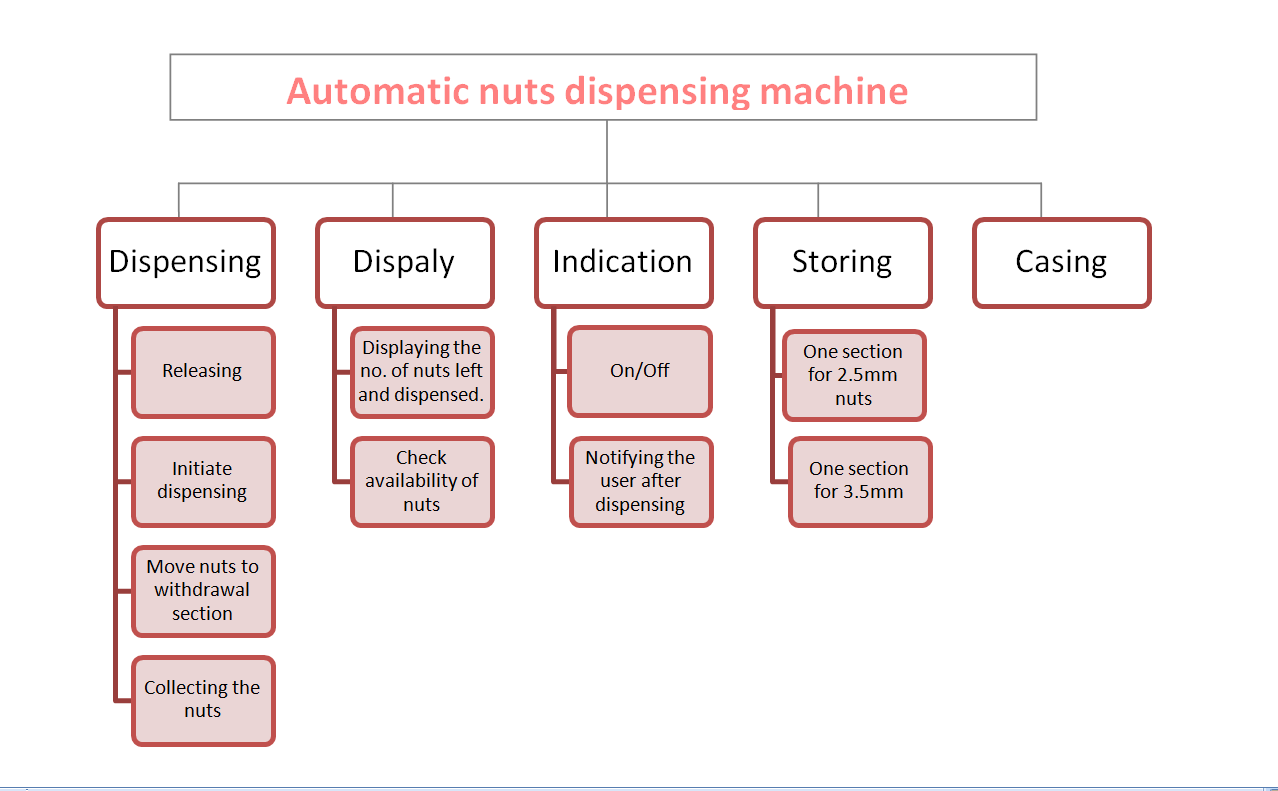 Automatic nuts dispensing machine
Dispensing
Dispaly
Indication
Storing
Casing
Releasing
Initiate
dispensing
Move nuts to
withdrawal
section
Collecting the
nuts
Displaying the
no. of nuts left
and dispensed.
Check
availability of
nuts
On/Off
Notifying the
user after
dispensing
One section
for 2.5mm
nuts
One section
for 3.5mm